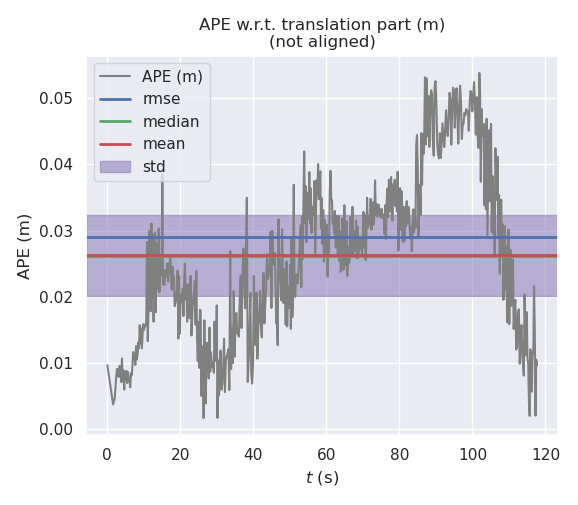 APE w.r.t. translation part (m)
(not aligned)
APE (m)
rmse
median
mean
std
APE (m)
0.05
0.04
0.03
0.02
0.01
0.00
0 20 40 60 80 100 120
t (s)